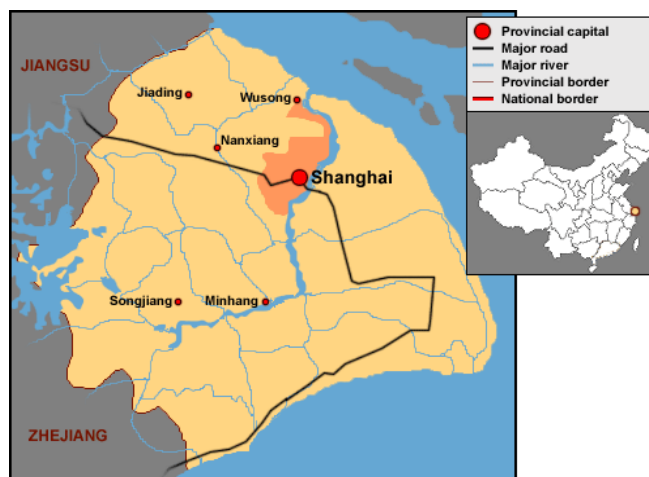 JIANGSU
Jiading
Wusong
Nanxiang
Shanghai
Songjiang
Minhang
ZHEJIANG
Provincial capital
Major road
Major river
Provincial border
National border